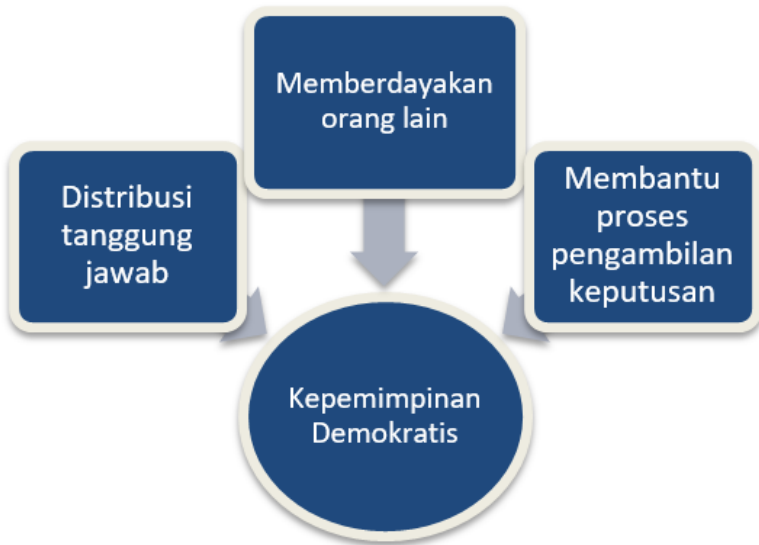 Memberdayakan
orang lain
Distribusi
tanggung
jawab
Membantu
proses
pengambilan
keputusan
Kepemimpinan
Demokratis